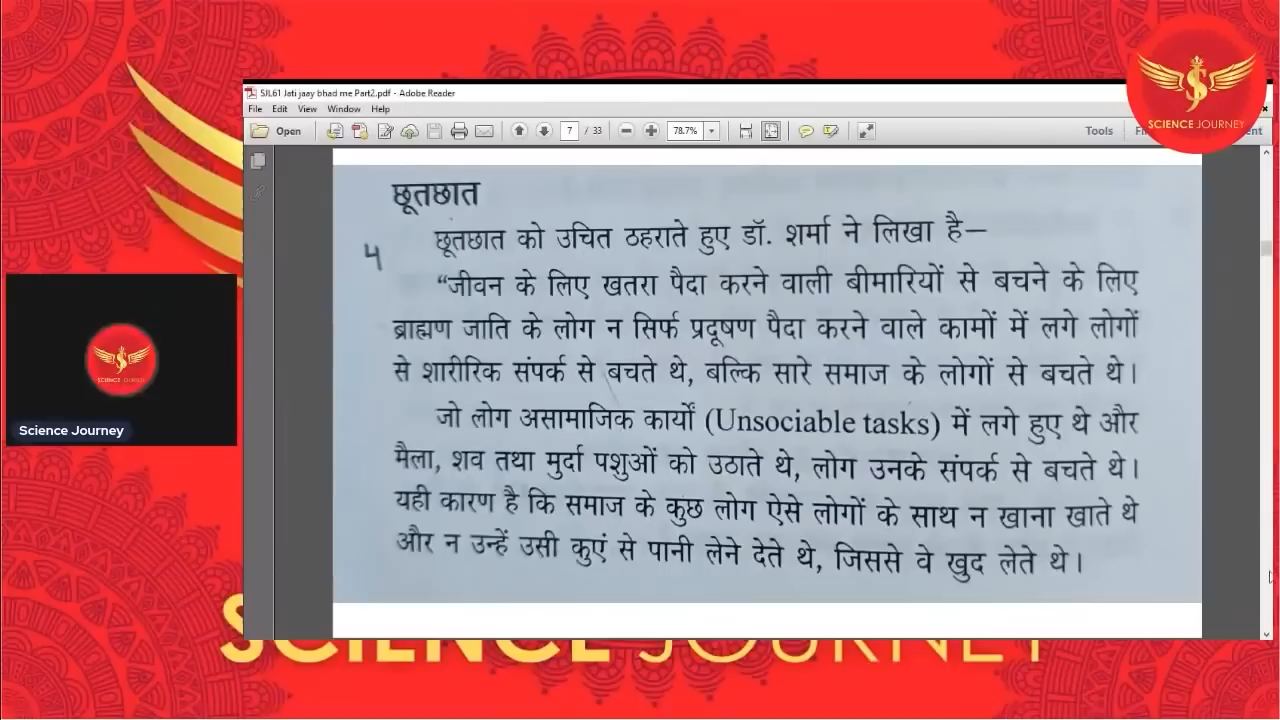 SJL61 Jati jaay bhad me Part2.pdf - Adobe Reader
File Edit View Window Help
Open 7 / 33 78.7% Tools
SCIENCE JOURNEY
छूतछात
छूतछात को उचित ठहराते हुए डॉ. शर्मा ने लिखा है–
4
“जीवन के लिए खतरा पैदा करने वाली बीमारियों से बचने के लिए
ब्राह्मण जाति के लोग न सिर्फ प्रदूषण पैदा करने वाले कामों में लगे लोगों
से शारीरिक संपर्क से बचते थे, बल्कि सारे समाज के लोगों से बचते थे।
जो लोग असामाजिक कार्यों (Unsociable tasks) में लगे हुए थे और
मैला, शव तथा मुर्दा पशुओं को उठाते थे, लोग उनके संपर्क से बचते थे।
यही कारण है कि समाज के कुछ लोग ऐसे लोगों के साथ न खाना खाते थे
और न उन्हें उसी कुएं से पानी लेने देते थे, जिससे वे खुद लेते थे।
SCIENCE JOURNEY
Science Journey
SCIENCE JOURNEY